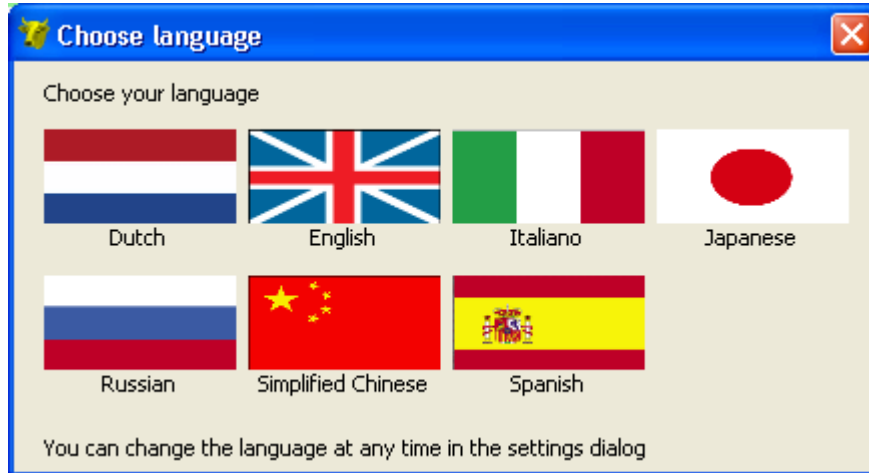 Choose language
Choose your language
Dutch English Italiano Japanese
Russian Simplified Chinese Spanish
You can change the language at any time in the settings dialog